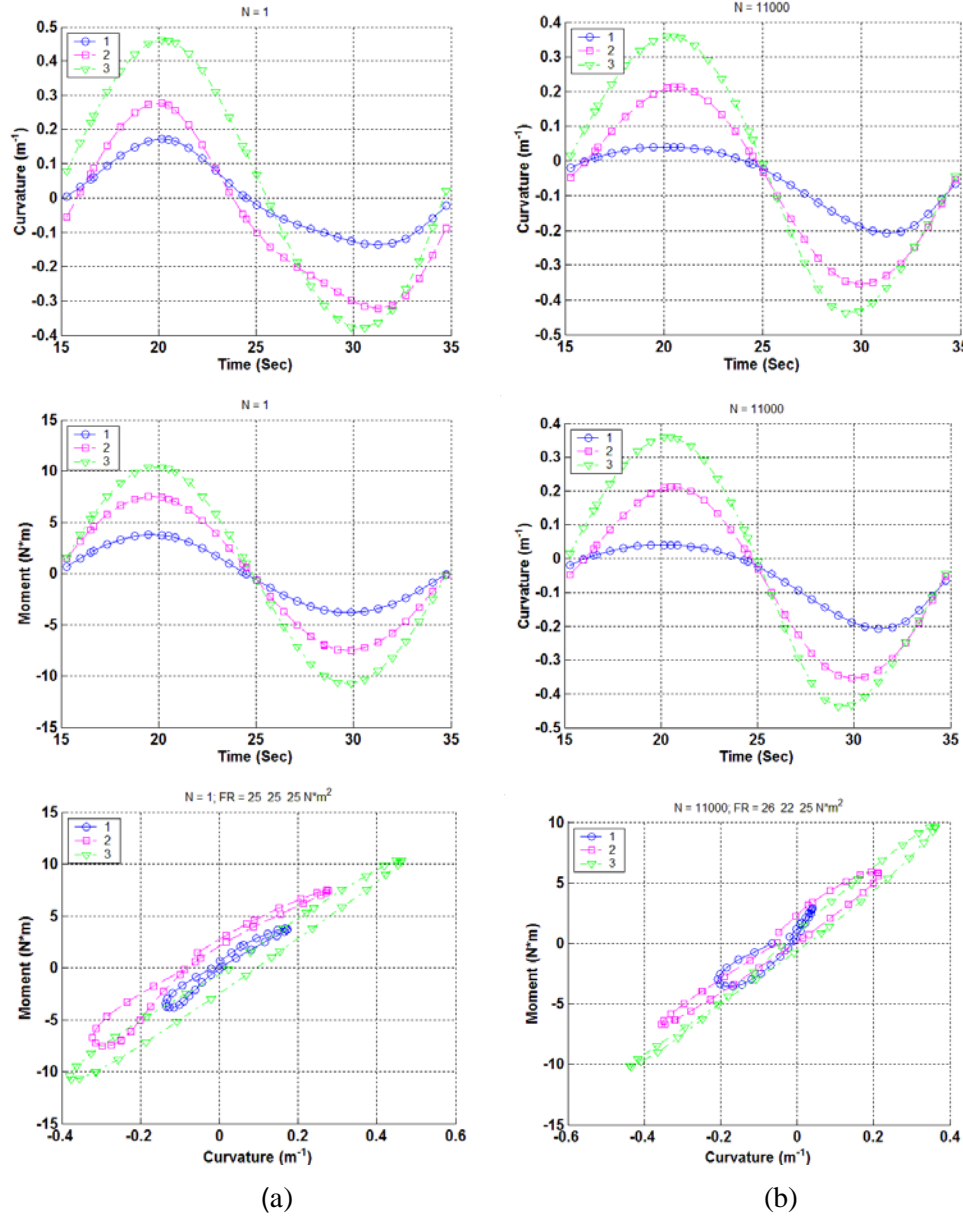 N = 1
1
2
3
Curvature (m⁻¹)
0.5
0.4
0.3
0.2
0.1
0
-0.1
-0.2
-0.3
-0.4
15 20 25 30 35
Time (Sec)
N = 11000
1
2
3
Curvature (m⁻¹)
0.4
0.3
0.2
0.1
0
-0.1
-0.2
-0.3
-0.4
-0.5
15 20 25 30 35
Time (Sec)
N = 1
1
2
3
Moment (N*m)
15
10
5
0
-5
-10
-15
15 20 25 30 35
Time (Sec)
N = 11000
1
2
3
Curvature (m⁻¹)
0.4
0.3
0.2
0.1
0
-0.1
-0.2
-0.3
-0.4
-0.5
15 20 25 30 35
Time (Sec)
N = 1; FR = 25 25 25 N*m²
1
2
3
Moment (N*m)
15
10
5
0
-5
-10
-15
-0.4 -0.2 0 0.2 0.4 0.6
Curvature (m⁻¹)
N = 11000; FR = 26 22 25 N*m²
1
2
3
Moment (N*m)
10
5
0
-5
-10
-15
-0.6 -0.4 -0.2 0 0.2 0.4
Curvature (m⁻¹)
(a) (b)